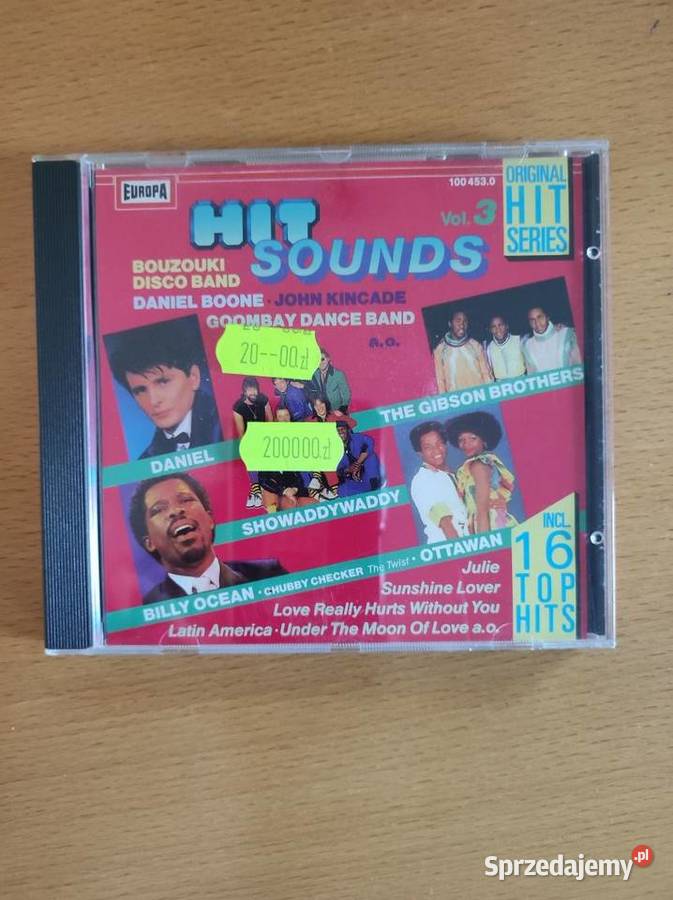 EUROPA
100 453.0
ORIGINAL
HIT
SERIES
HIT
SOUNDS
Vol. 3
BOUZOUKI
DISCO BAND
DANIEL BOONE · JOHN KINCADE
GOOMBAY DANCE BAND
a.o.
20--00zł
THE GIBSON BROTHERS
DANIEL
200000.zł
SHOWADDYWADDY
BILLY OCEAN · CHUBBY CHECKER The Twist · OTTAWAN
Julie
Sunshine Lover
Love Really Hurts Without You
Latin America · Under The Moon Of Love a.o.
INCL.
16
TOP
HITS
Sprzedajemy.pl